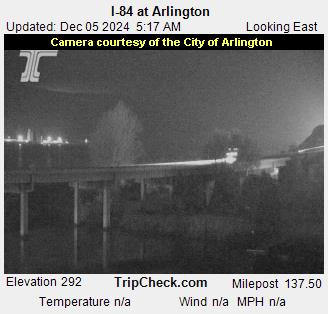 I-84 at Arlington
Updated: Dec 05 2024 5:17 AM Looking East
Camera courtesy of the City of Arlington
Elevation 292 TripCheck.com Milepost 137.50
Temperature n/a Wind n/a MPH n/a